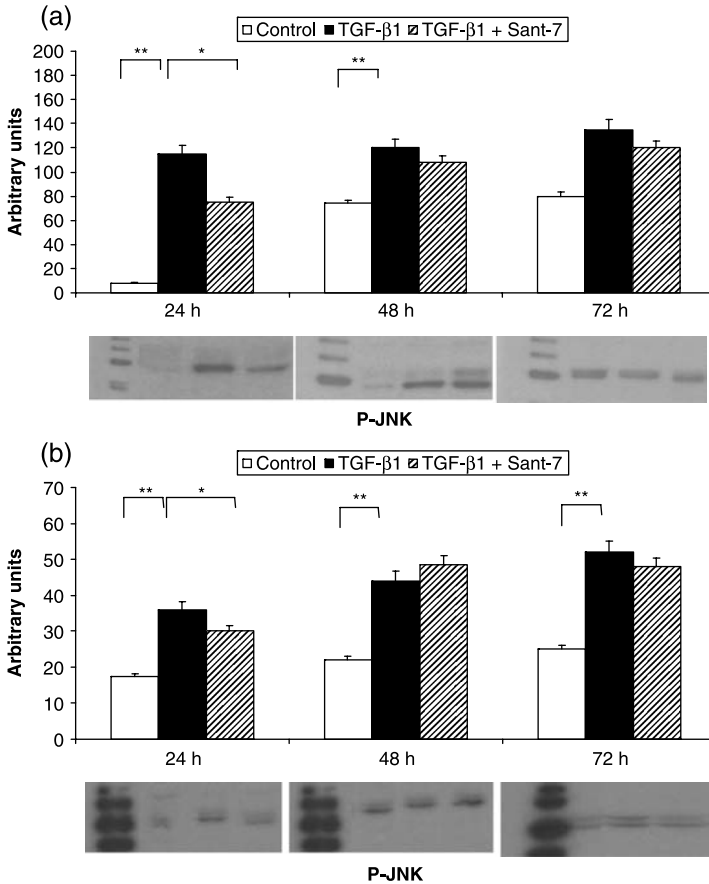 (a)
Control TGF-β1 TGF-β1 + Sant-7
** *
**
200
180
160
140
120
100
80
60
40
20
0
Arbitrary units
24 h 48 h 72 h
P-JNK
(b)
Control TGF-β1 TGF-β1 + Sant-7
** *
**
**
70
60
50
40
30
20
10
0
Arbitrary units
24 h 48 h 72 h
P-JNK